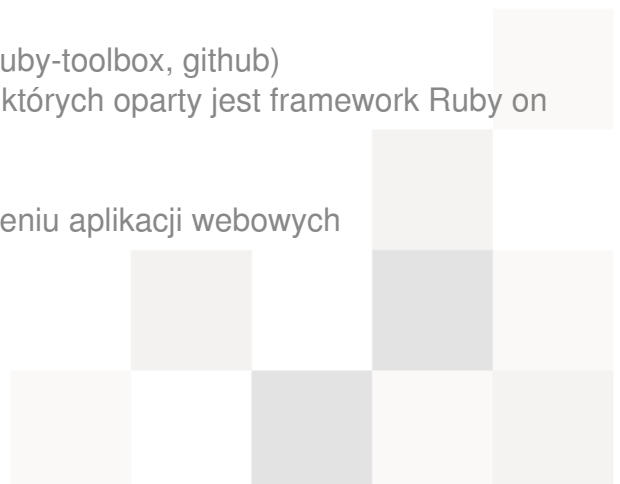 uby-toolbox, github)
których oparty jest framework Ruby on
eniu aplikacji webowych